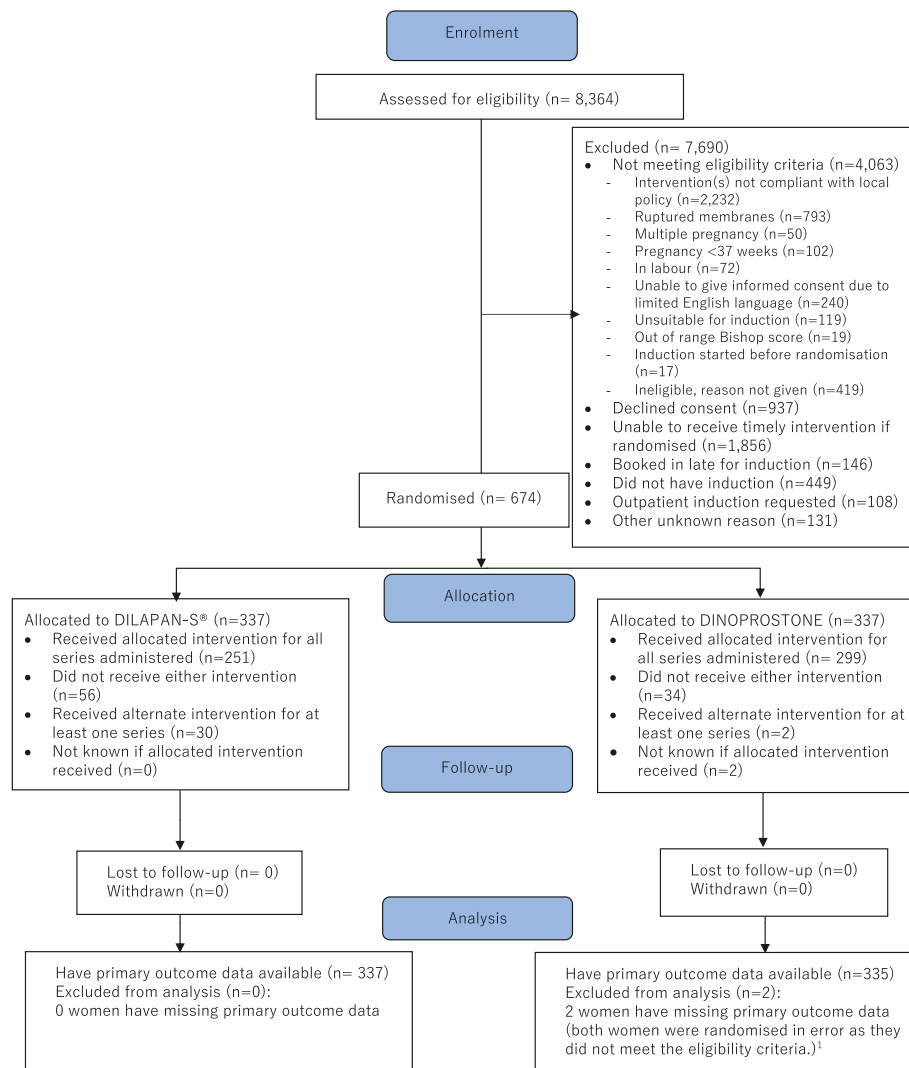 Enrolment
Assessed for eligibility (n= 8,364)
Excluded (n= 7,690)
• Not meeting eligibility criteria (n=4,063)
- Intervention(s) not compliant with local
policy (n=2,232)
- Ruptured membranes (n=793)
- Multiple pregnancy (n=50)
- Pregnancy <37 weeks (n=102)
- In labour (n=72)
- Unable to give informed consent due to
limited English language (n=240)
- Unsuitable for induction (n=119)
- Out of range Bishop score (n=19)
- Induction started before randomisation
(n=17)
- Ineligible, reason not given (n=419)
• Declined consent (n=937)
• Unable to receive timely intervention if
randomised (n=1,856)
• Booked in late for induction (n=146)
• Did not have induction (n=449)
• Outpatient induction requested (n=108)
• Other unknown reason (n=131)
Randomised (n= 674)
Allocation
Allocated to DILAPAN-S® (n=337)
• Received allocated intervention for all
series administered (n=251)
• Did not receive either intervention
(n=56)
• Received alternate intervention for at
least one series (n=30)
• Not known if allocated intervention
received (n=0)
Allocated to DINOPROSTONE (n=337)
• Received allocated intervention for
all series administered (n= 299)
• Did not receive either intervention
(n=34)
• Received alternate intervention for at
least one series (n=2)
• Not known if allocated intervention
received (n=2)
Follow-up
Lost to follow-up (n= 0)
Withdrawn (n=0)
Lost to follow-up (n=0)
Withdrawn (n=0)
Analysis
Have primary outcome data available (n= 337)
Excluded from analysis (n=0):
0 women have missing primary outcome data
Have primary outcome data available (n=335)
Excluded from analysis (n=2):
2 women have missing primary outcome data
(both women were randomised in error as they
did not meet the eligibility criteria.)¹